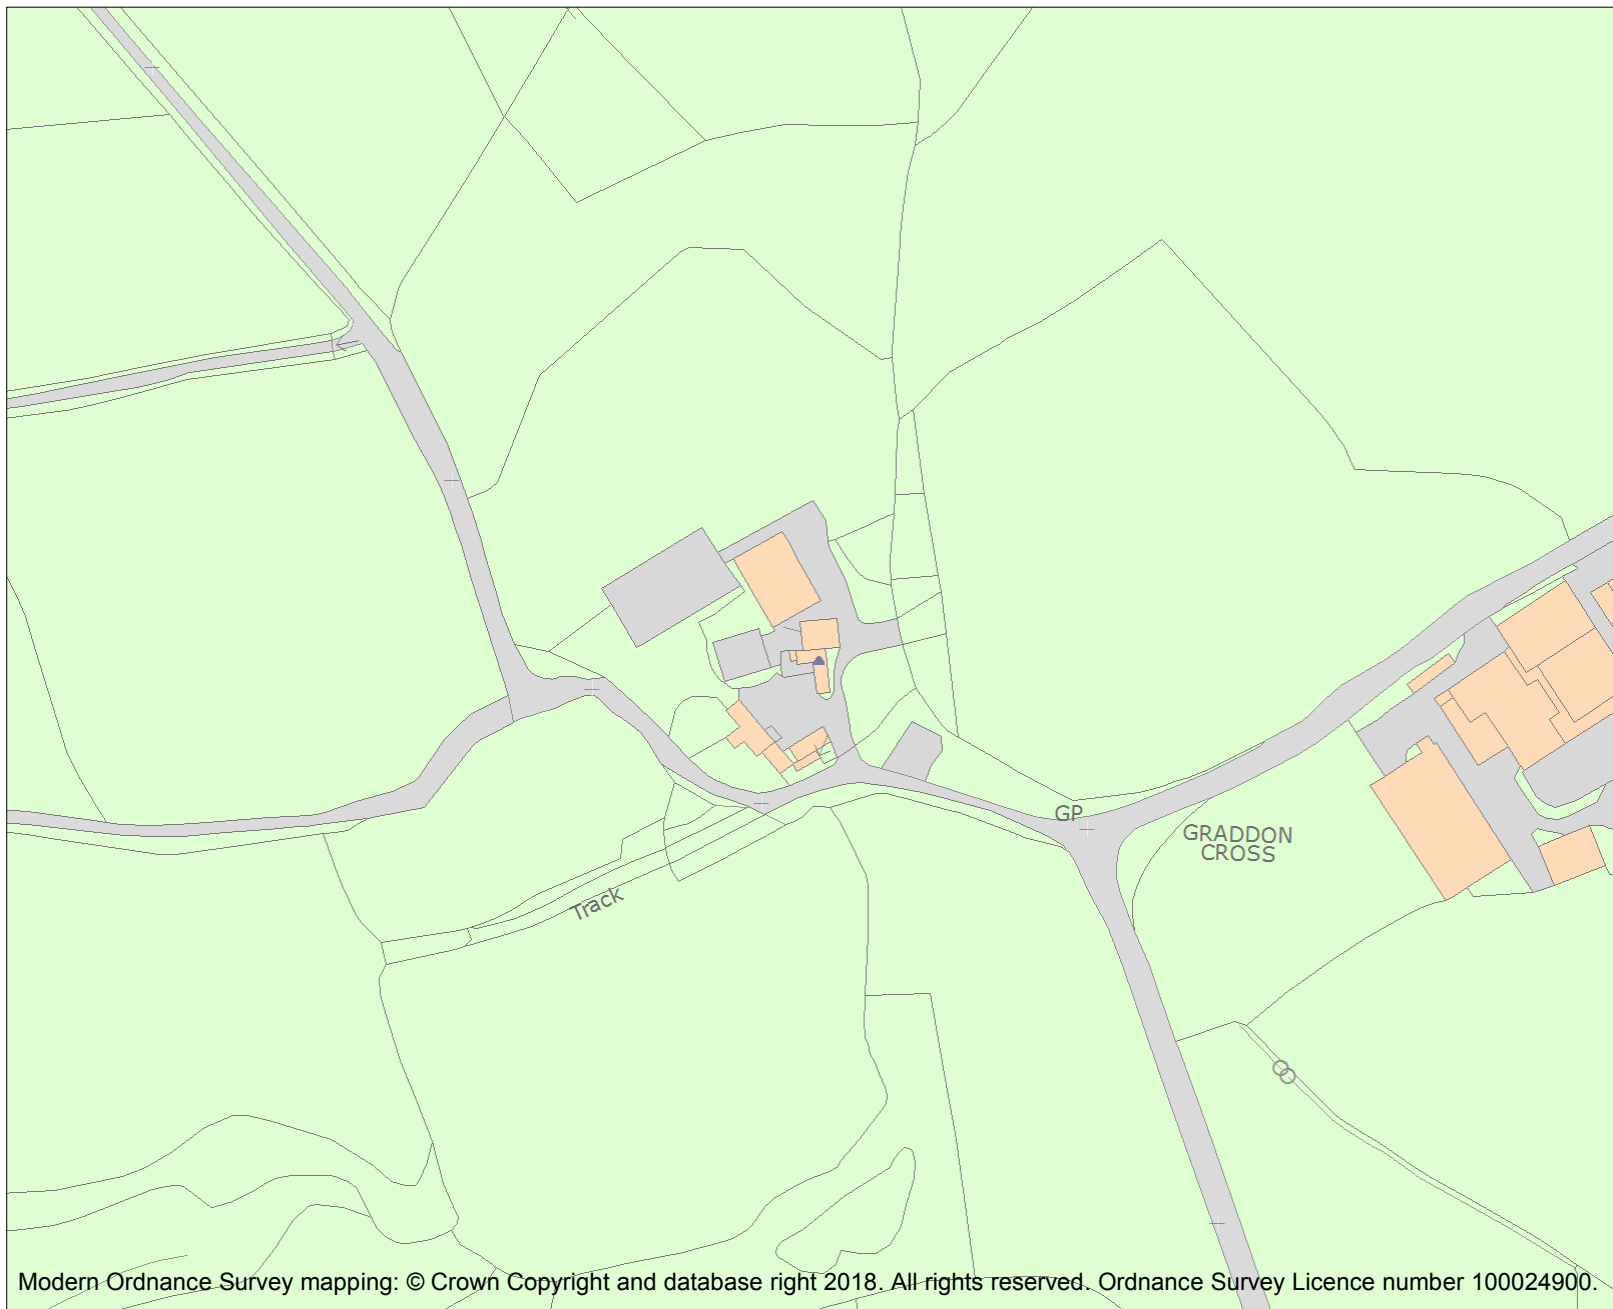 GP
GRADDON
CROSS
Track
Modern Ordnance Survey mapping: © Crown Copyright and database right 2018. All rights reserved. Ordnance Survey Licence number 100024900.